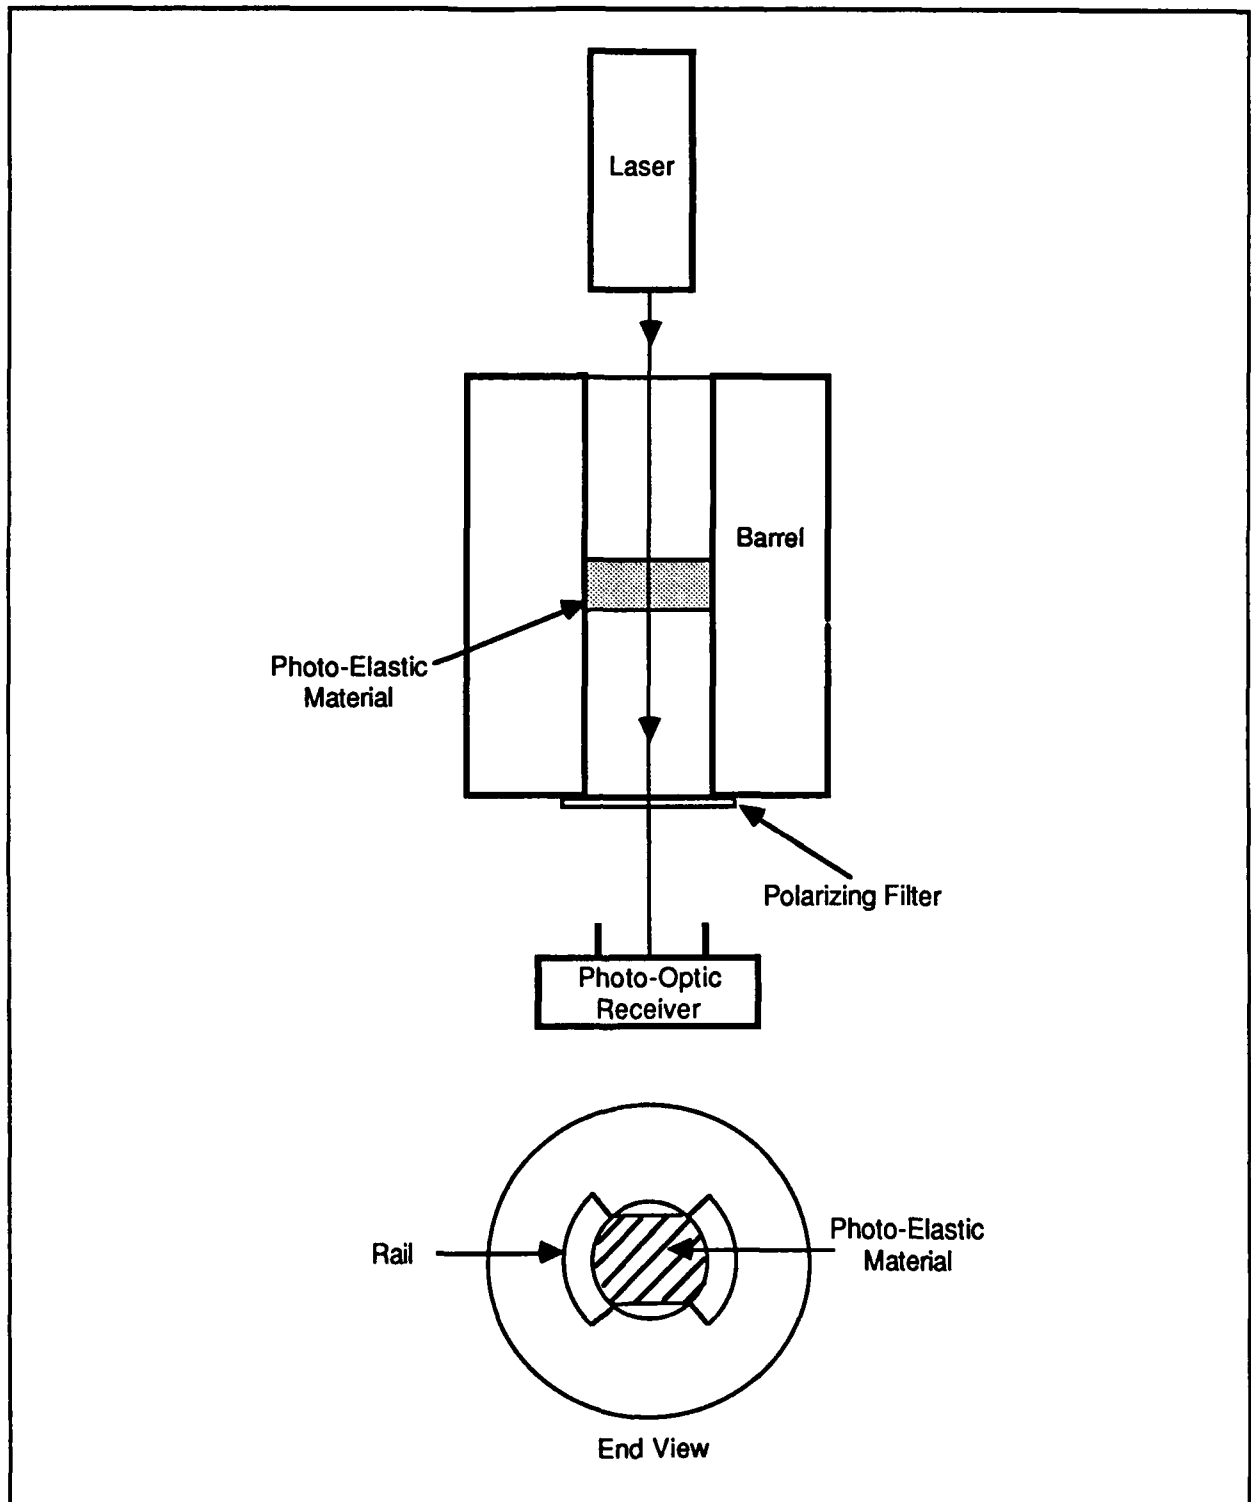 Laser
Barrel
Photo-Elastic
Material
Polarizing Filter
Photo-Optic
Receiver
Rail
Photo-Elastic
Material
End View